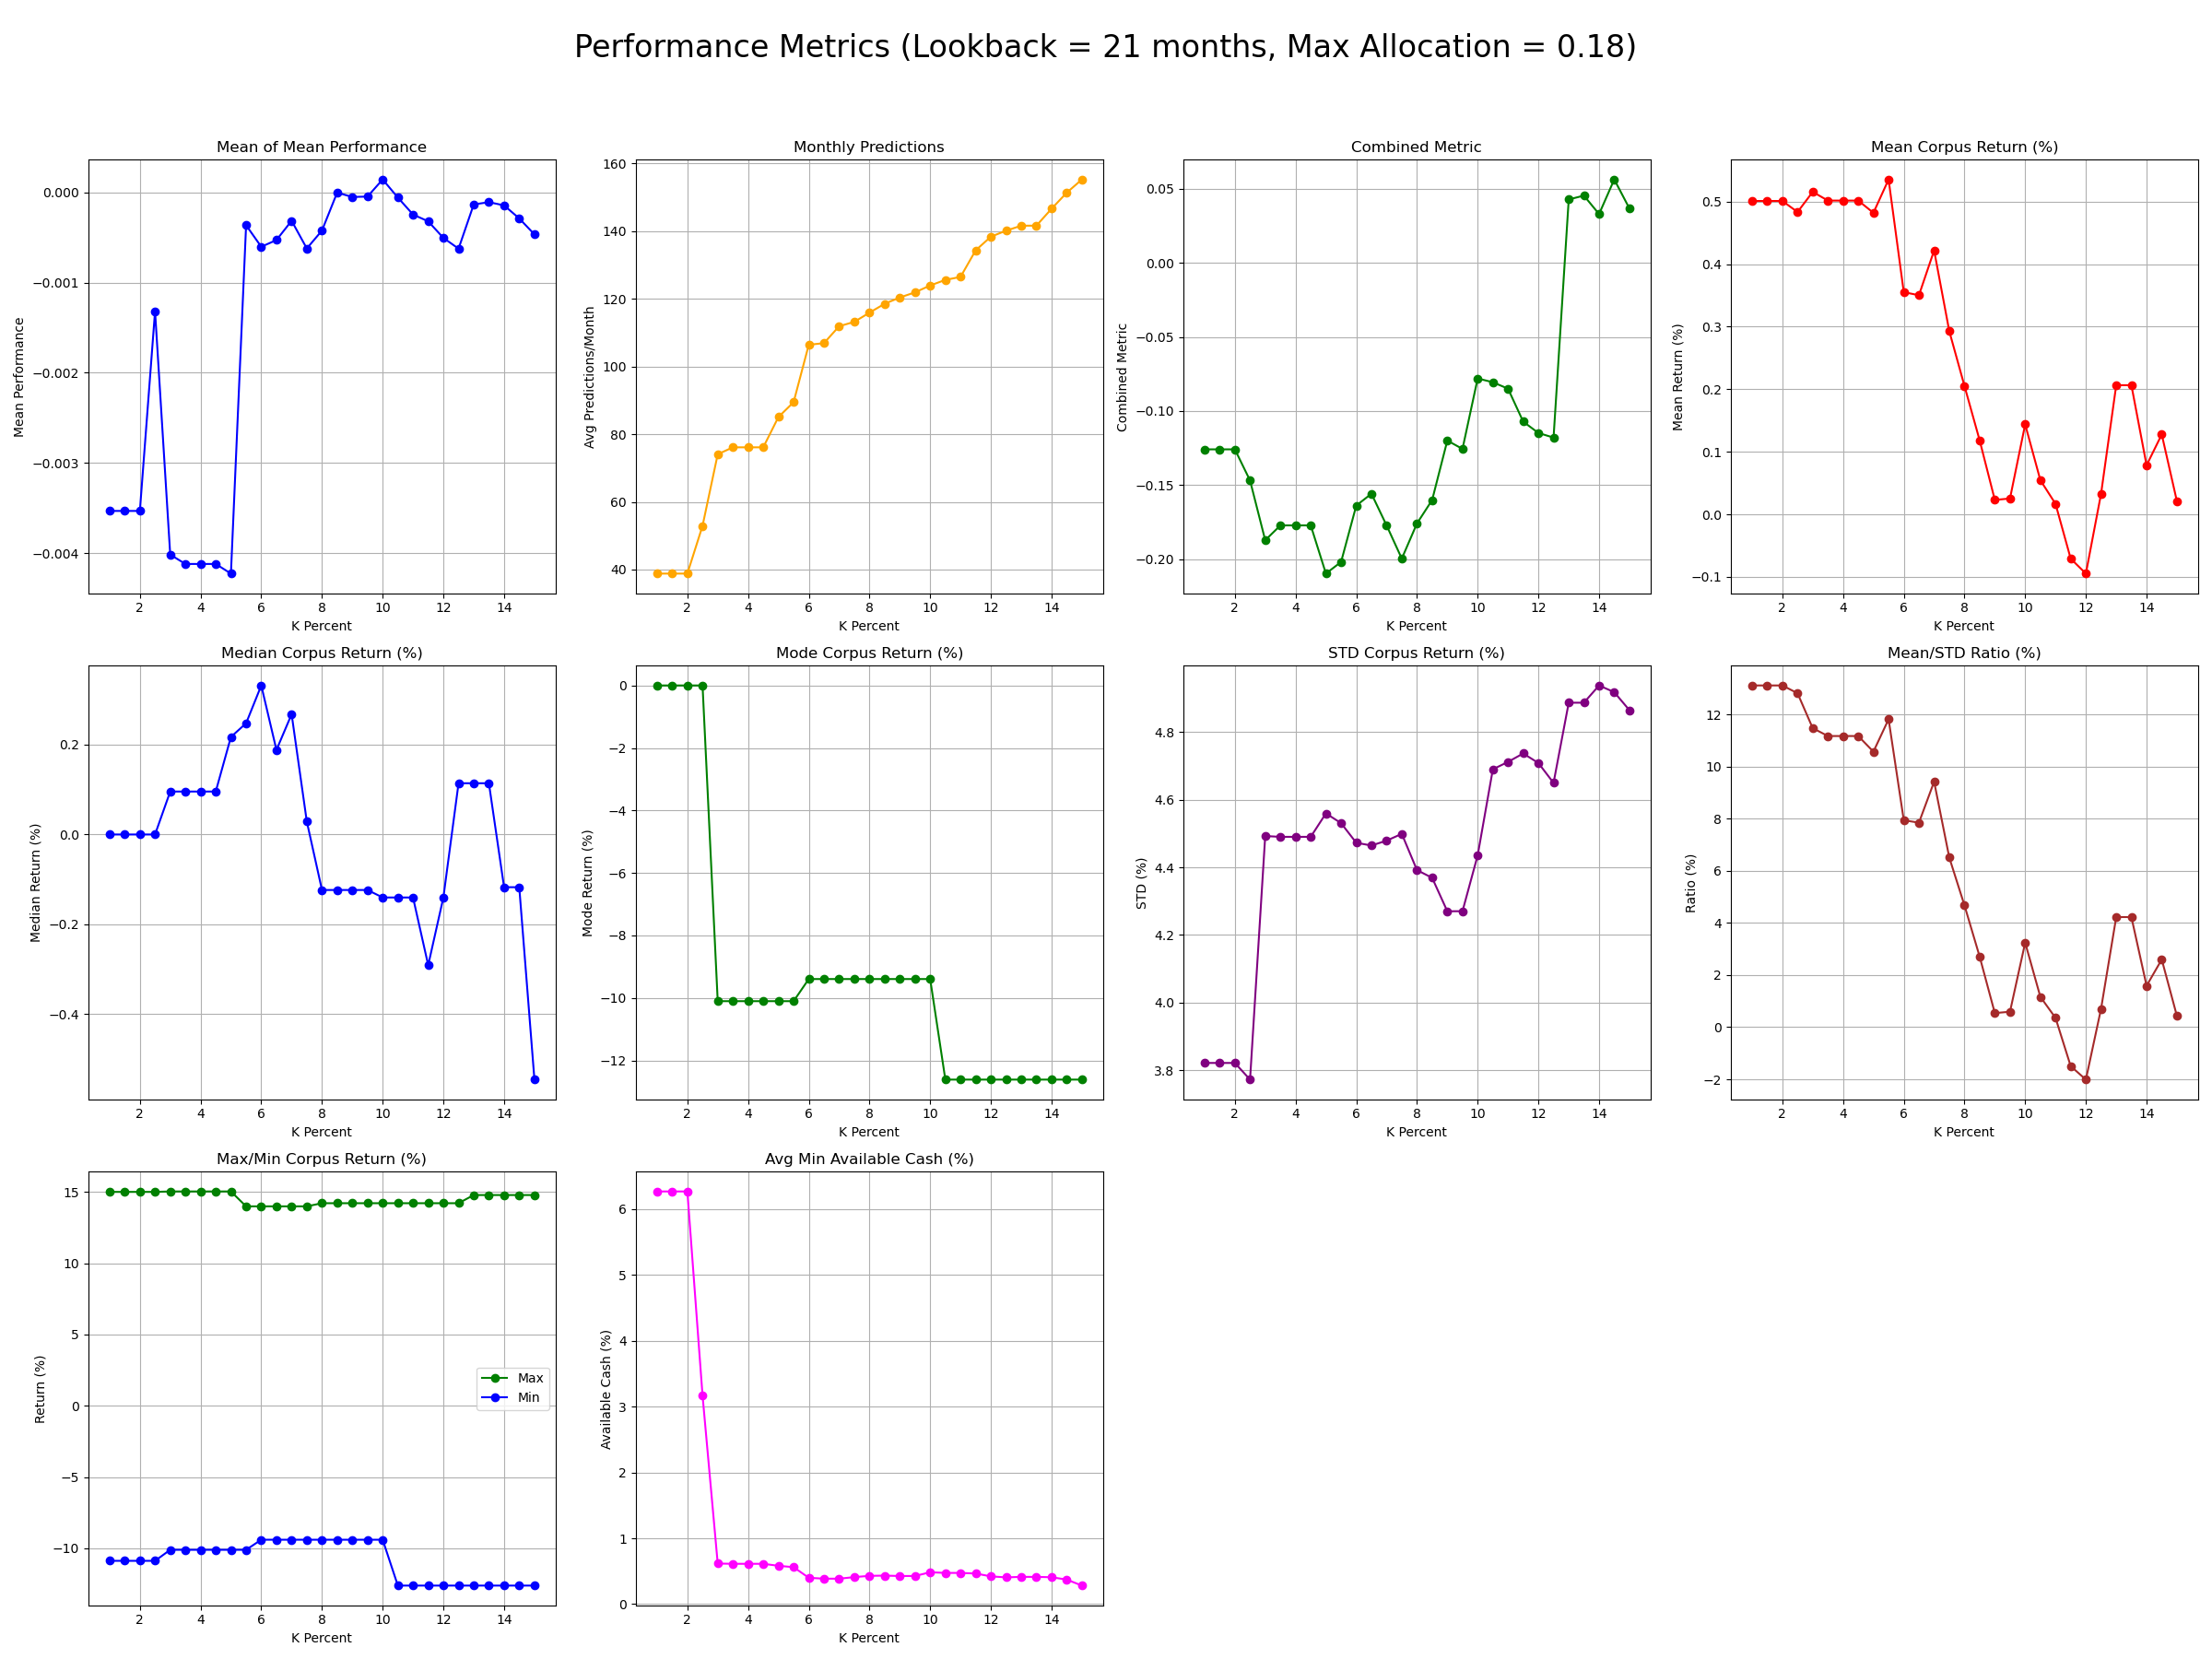 Performance Metrics (Lookback = 21 months, Max Allocation = 0.18)
Mean of Mean Performance
Mean Performance
0.000
−0.001
−0.002
−0.003
−0.004
2 4 6 8 10 12 14
K Percent
Monthly Predictions
Avg Predictions/Month
160
140
120
100
80
60
40
2 4 6 8 10 12 14
K Percent
Combined Metric
Combined Metric
0.05
0.00
−0.05
−0.10
−0.15
−0.20
2 4 6 8 10 12 14
K Percent
Mean Corpus Return (%)
Mean Return (%)
0.5
0.4
0.3
0.2
0.1
0.0
−0.1
2 4 6 8 10 12 14
K Percent
Median Corpus Return (%)
Median Return (%)
0.2
0.0
−0.2
−0.4
2 4 6 8 10 12 14
K Percent
Mode Corpus Return (%)
Mode Return (%)
0
−2
−4
−6
−8
−10
−12
2 4 6 8 10 12 14
K Percent
STD Corpus Return (%)
STD (%)
4.8
4.6
4.4
4.2
4.0
3.8
2 4 6 8 10 12 14
K Percent
Mean/STD Ratio (%)
Ratio (%)
12
10
8
6
4
2
0
−2
2 4 6 8 10 12 14
K Percent
Max/Min Corpus Return (%)
Return (%)
15
10
5
0
−5
−10
Max
Min
2 4 6 8 10 12 14
K Percent
Avg Min Available Cash (%)
Available Cash (%)
6
5
4
3
2
1
0
2 4 6 8 10 12 14
K Percent